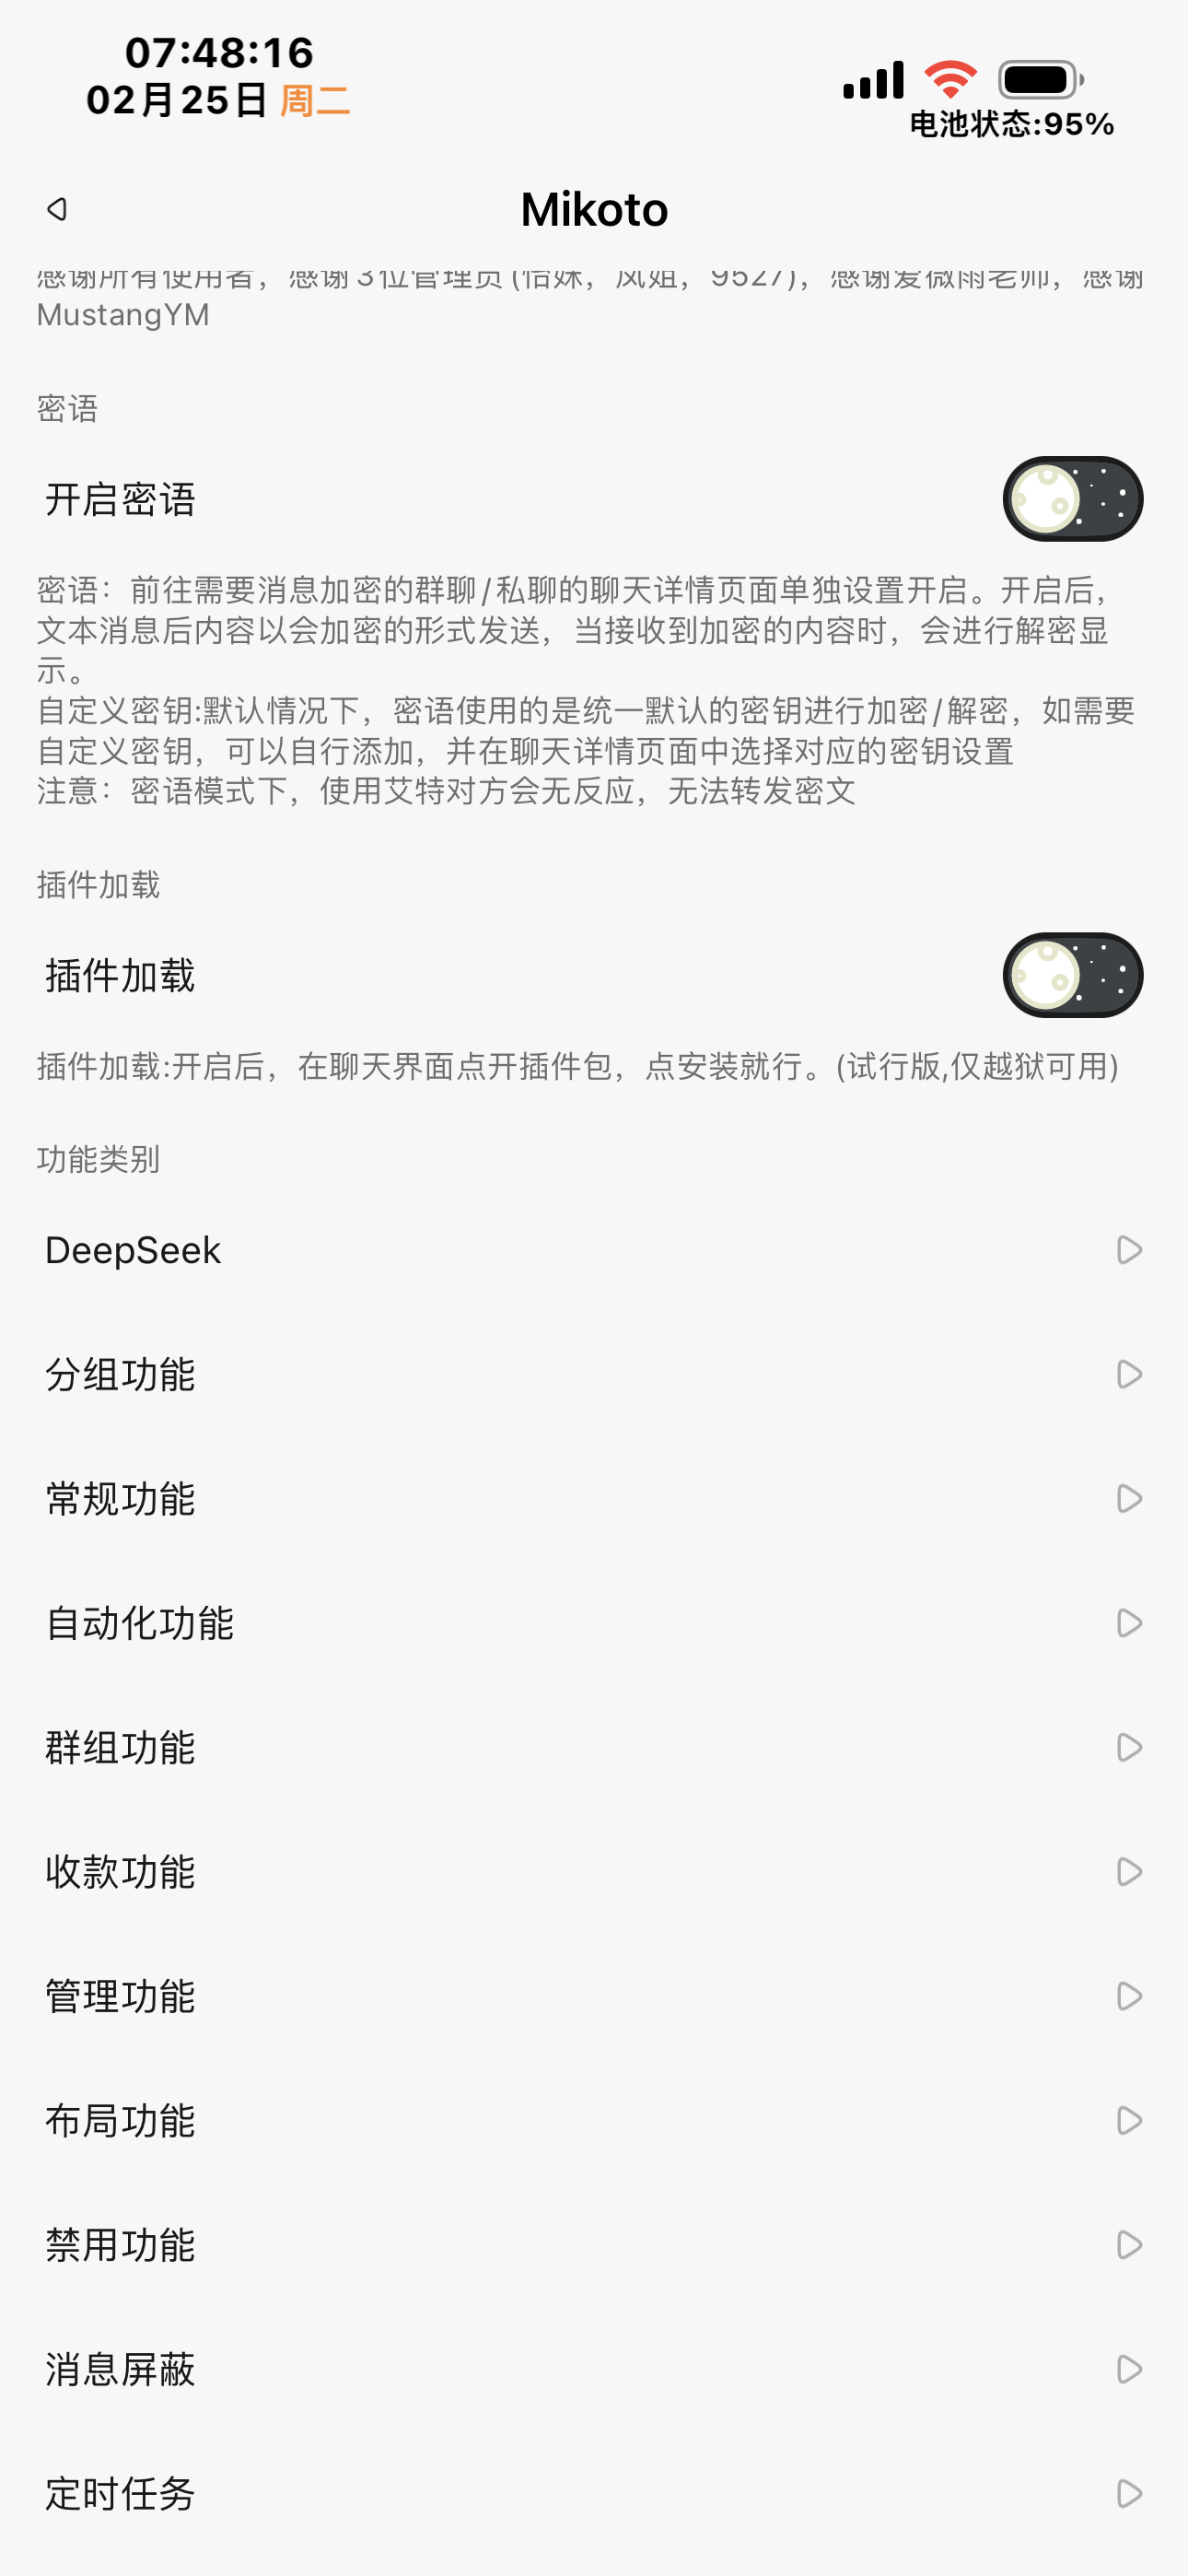 07:48:16
02月25日 周二
电池状态:95%
Mikoto
感谢所有使用者，感谢3位管理员(怡妹，凤姐，9527)，感谢爱微雨老师，感谢
MustangYM
密语
开启密语
密语：前往需要消息加密的群聊/私聊的聊天详情页面单独设置开启。开启后，
文本消息后内容以会加密的形式发送，当接收到加密的内容时，会进行解密显
示。
自定义密钥:默认情况下，密语使用的是统一默认的密钥进行加密/解密，如需要
自定义密钥，可以自行添加，并在聊天详情页面中选择对应的密钥设置
注意：密语模式下，使用艾特对方会无反应，无法转发密文
插件加载
插件加载
插件加载:开启后，在聊天界面点开插件包，点安装就行。(试行版,仅越狱可用)
功能类别
DeepSeek
分组功能
常规功能
自动化功能
群组功能
收款功能
管理功能
布局功能
禁用功能
消息屏蔽
定时任务